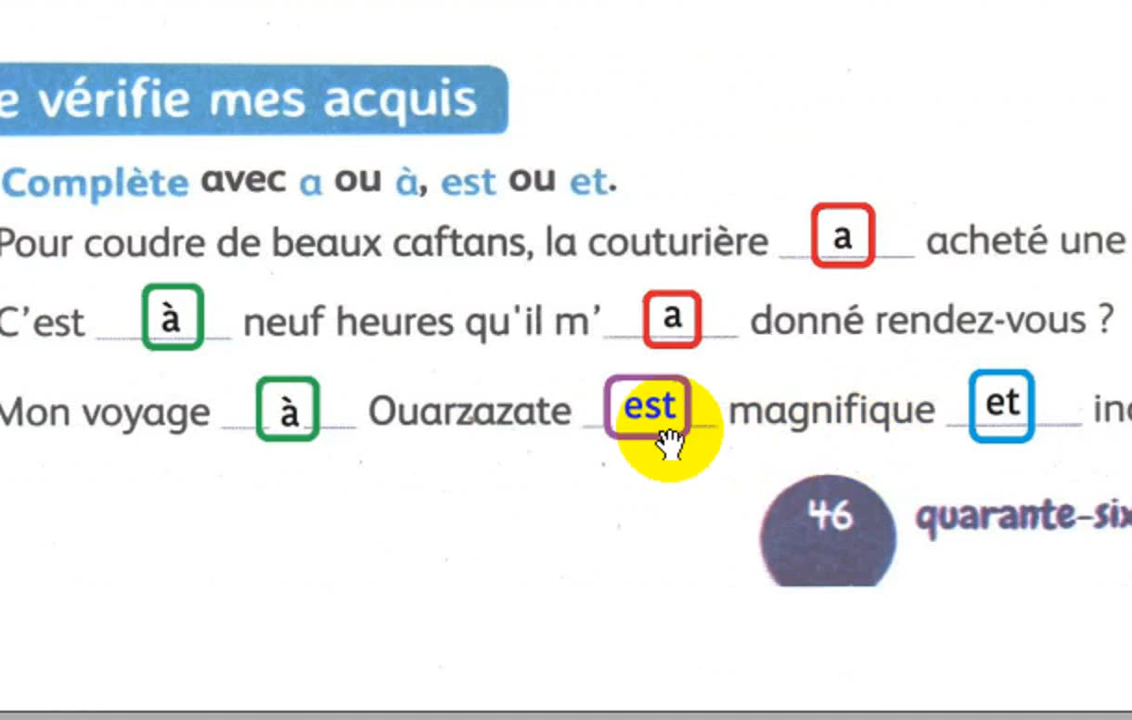 e vérifie mes acquis
Complète avec a ou à, est ou et.
Pour coudre de beaux caftans, la couturière a acheté une
C'est à neuf heures qu'il m' a donné rendez-vous ?
Mon voyage à Ouarzazate est magnifique et
46 quarante-six